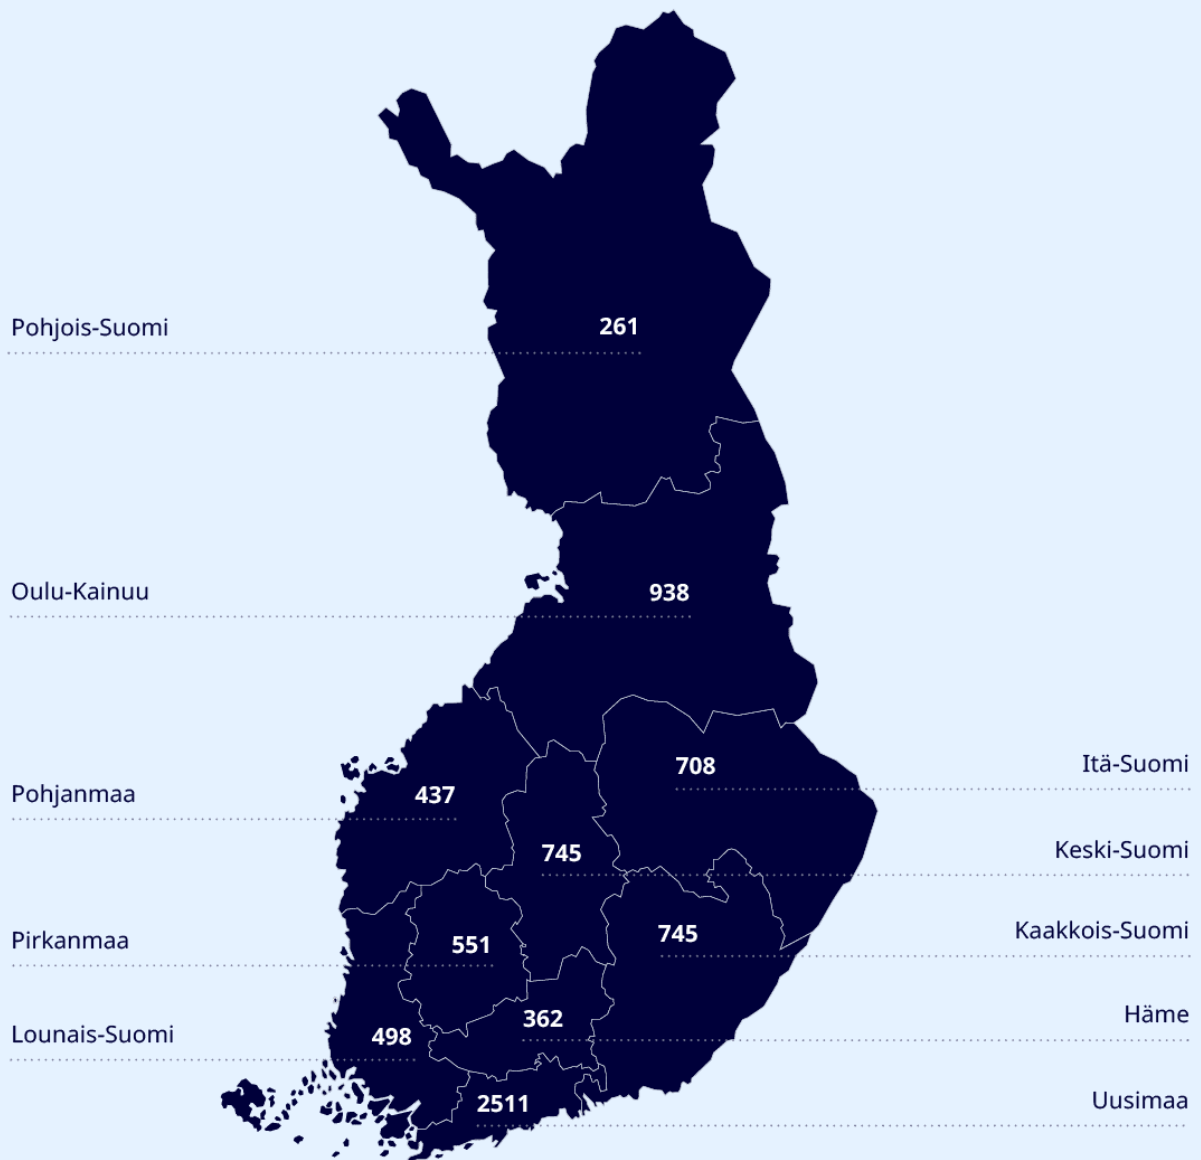 Pohjois-Suomi
261
Oulu-Kainuu
938
Itä-Suomi
708
Pohjanmaa
437
Keski-Suomi
745
Kaakkois-Suomi
745
Pirkanmaa
551
Häme
362
Lounais-Suomi
498
Uusimaa
2511